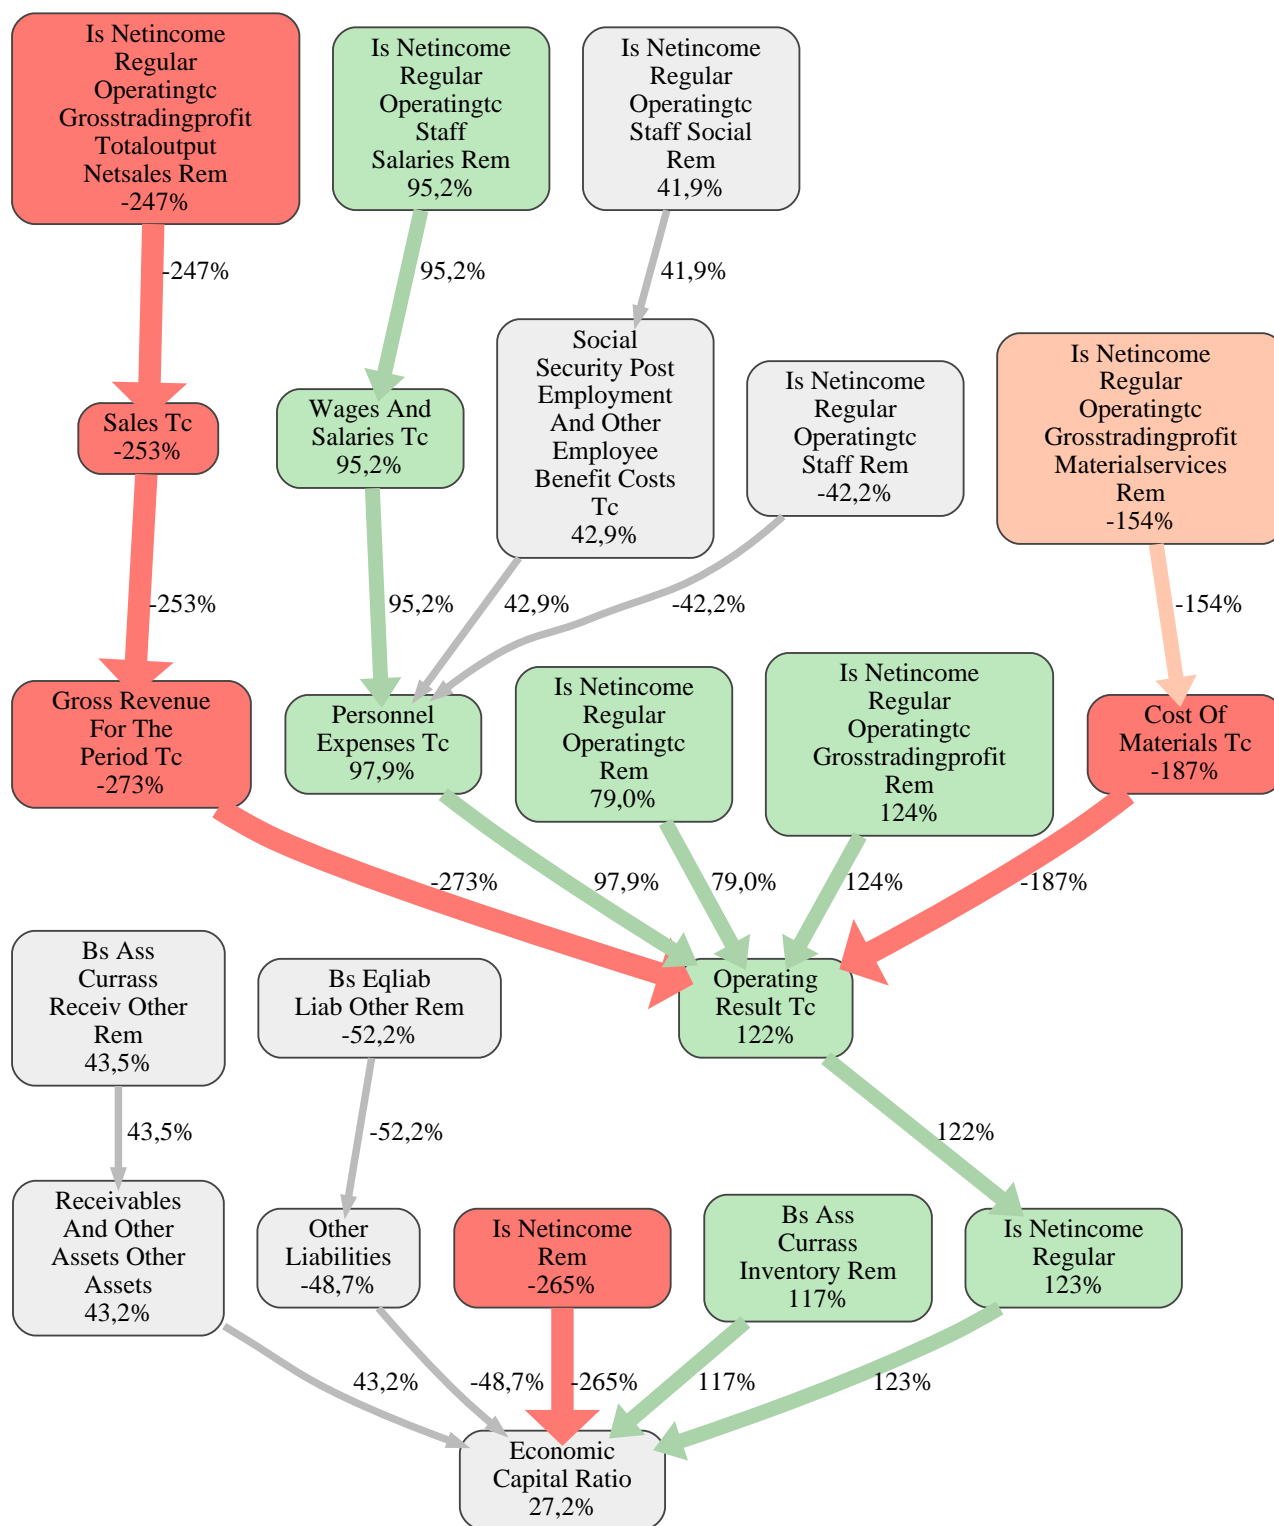 Is Netincome
Regular
Operatingtc
Grosstradingprofit
Totaloutput
Netsales Rem
-247%
Is Netincome
Regular
Operatingtc
Staff
Salaries Rem
95,2%
Is Netincome
Regular
Operatingtc
Staff Social
Rem
41,9%
-247%
95,2%
41,9%
Sales Tc
-253%
Wages And
Salaries Tc
95,2%
Social
Security Post
Employment
And Other
Employee
Benefit Costs
Tc
42,9%
Is Netincome
Regular
Operatingtc
Staff Rem
-42,2%
Is Netincome
Regular
Operatingtc
Grosstradingprofit
Materialservices
Rem
-154%
-253%
95,2%
42,9%
-42,2%
-154%
Gross Revenue
For The
Period Tc
-273%
Personnel
Expenses Tc
97,9%
Is Netincome
Regular
Operatingtc
Rem
79,0%
Is Netincome
Regular
Operatingtc
Grosstradingprofit
Rem
124%
Cost Of
Materials Tc
-187%
-273%
97,9%
79,0%
124%
-187%
Bs Ass
Currass
Receiv Other
Rem
43,5%
Bs Eqliab
Liab Other Rem
-52,2%
Operating
Result Tc
122%
43,5%
-52,2%
122%
Receivables
And Other
Assets Other
Assets
43,2%
Other
Liabilities
-48,7%
Is Netincome
Rem
-265%
Bs Ass
Currass
Inventory Rem
117%
Is Netincome
Regular
123%
43,2%
-48,7%
-265%
117%
123%
Economic
Capital Ratio
27,2%